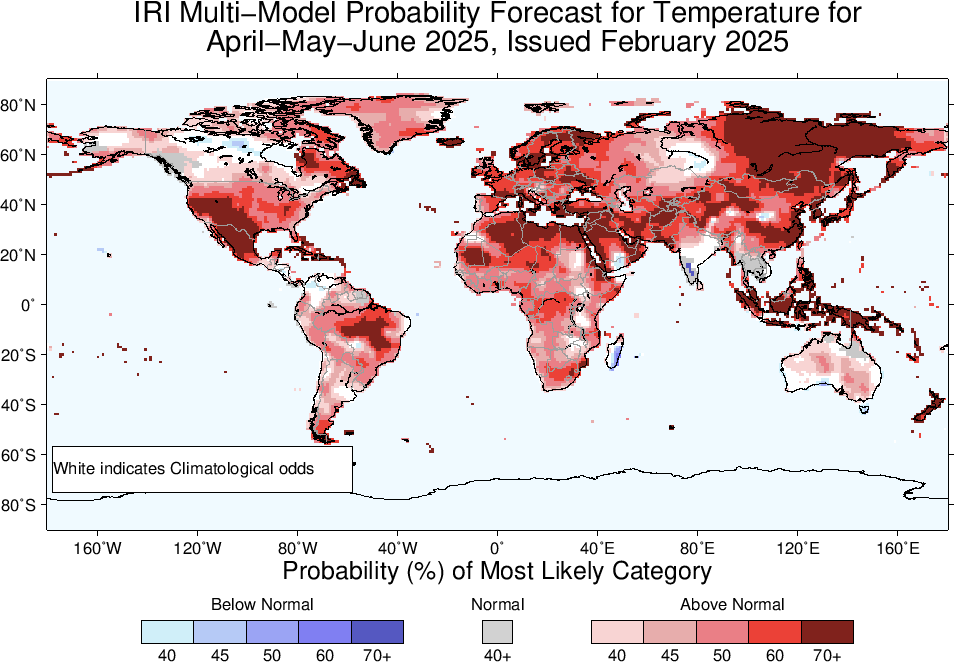 IRI Multi−Model Probability Forecast for Temperature for
April−May−June 2025, Issued February 2025
80˚N
60˚N
40˚N
20˚N
0˚
20˚S
40˚S
60˚S
80˚S
White indicates Climatological odds
160˚W 120˚W 80˚W 40˚W 0˚ 40˚E 80˚E 120˚E 160˚E
Probability (%) of Most Likely Category
Below Normal Normal Above Normal
40 45 50 60 70+ 40+ 40 45 50 60 70+